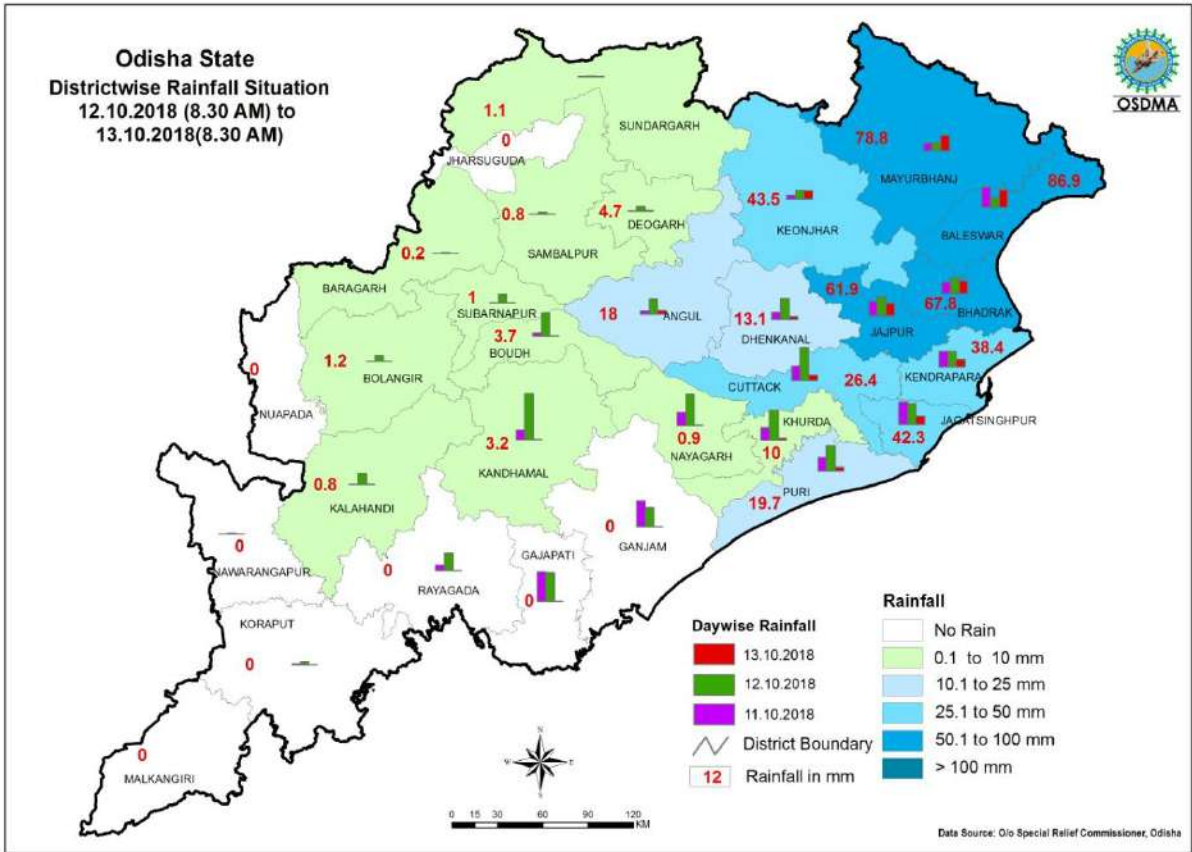 Odisha State
Districtwise Rainfall Situation
12.10.2018 (8.30 AM) to
13.10.2018(8.30 AM)
OSDMA
1.1
SUNDARGARH
0
JHARSUGUDA
78.8
MAYURBHANJ
86.9
BALESWAR
43.5
KEONJHAR
0.8
SAMBALPUR
4.7
DEOGARH
0.2
BARAGARH
1
SUBARNAPUR
3.7
BOUDH
18
ANGUL
13.1
DHENKANAL
61.9
JAJPUR
67.8
BHADRAK
38.4
KENDRAPARA
1.2
BOLANGIR
0
NUAPADA
CUTTACK
26.4
JAGATSINGHPUR
42.3
3.2
KANDHAMAL
0.9
NAYAGARH
KHURDA
10
PURI
19.7
0.8
KALAHANDI
0
GANJAM
0
NAWARANGAPUR
0
RAYAGADA
GAJAPATI
0
KORAPUT
0
0
MALKANGIRI
Daywise Rainfall
13.10.2018
12.10.2018
11.10.2018
District Boundary
12 Rainfall in mm
Rainfall
No Rain
0.1 to 10 mm
10.1 to 25 mm
25.1 to 50 mm
50.1 to 100 mm
> 100 mm
N
W E
S
0 15 30 60 90 120
KM
Data Source: O/o Special Relief Commissioner, Odisha